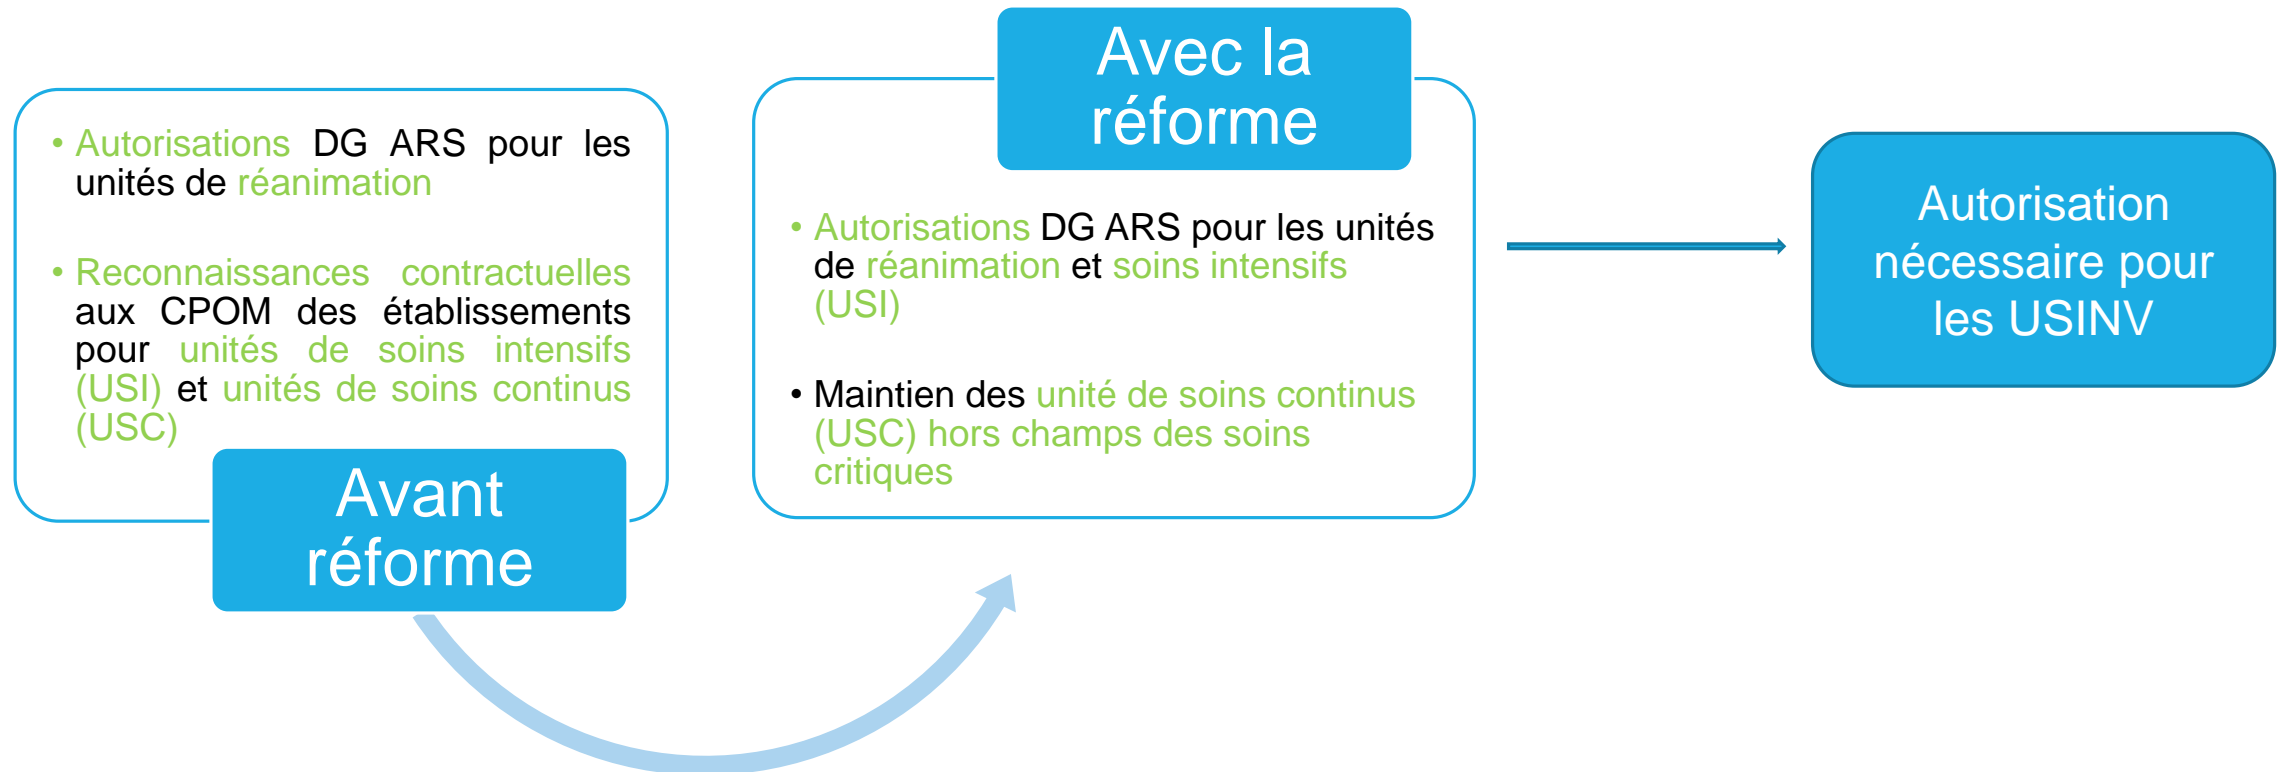 • Autorisations DG ARS pour les
unités de réanimation
• Reconnaissances contractuelles
aux CPOM des établissements
pour unités de soins intensifs
(USI) et unités de soins continus
(USC)
Avant
réforme
Avec la
réforme
• Autorisations DG ARS pour les unités
de réanimation et soins intensifs
(USI)
• Maintien des unité de soins continus
(USC) hors champs des soins
critiques
Autorisation
nécessaire pour
les USINV